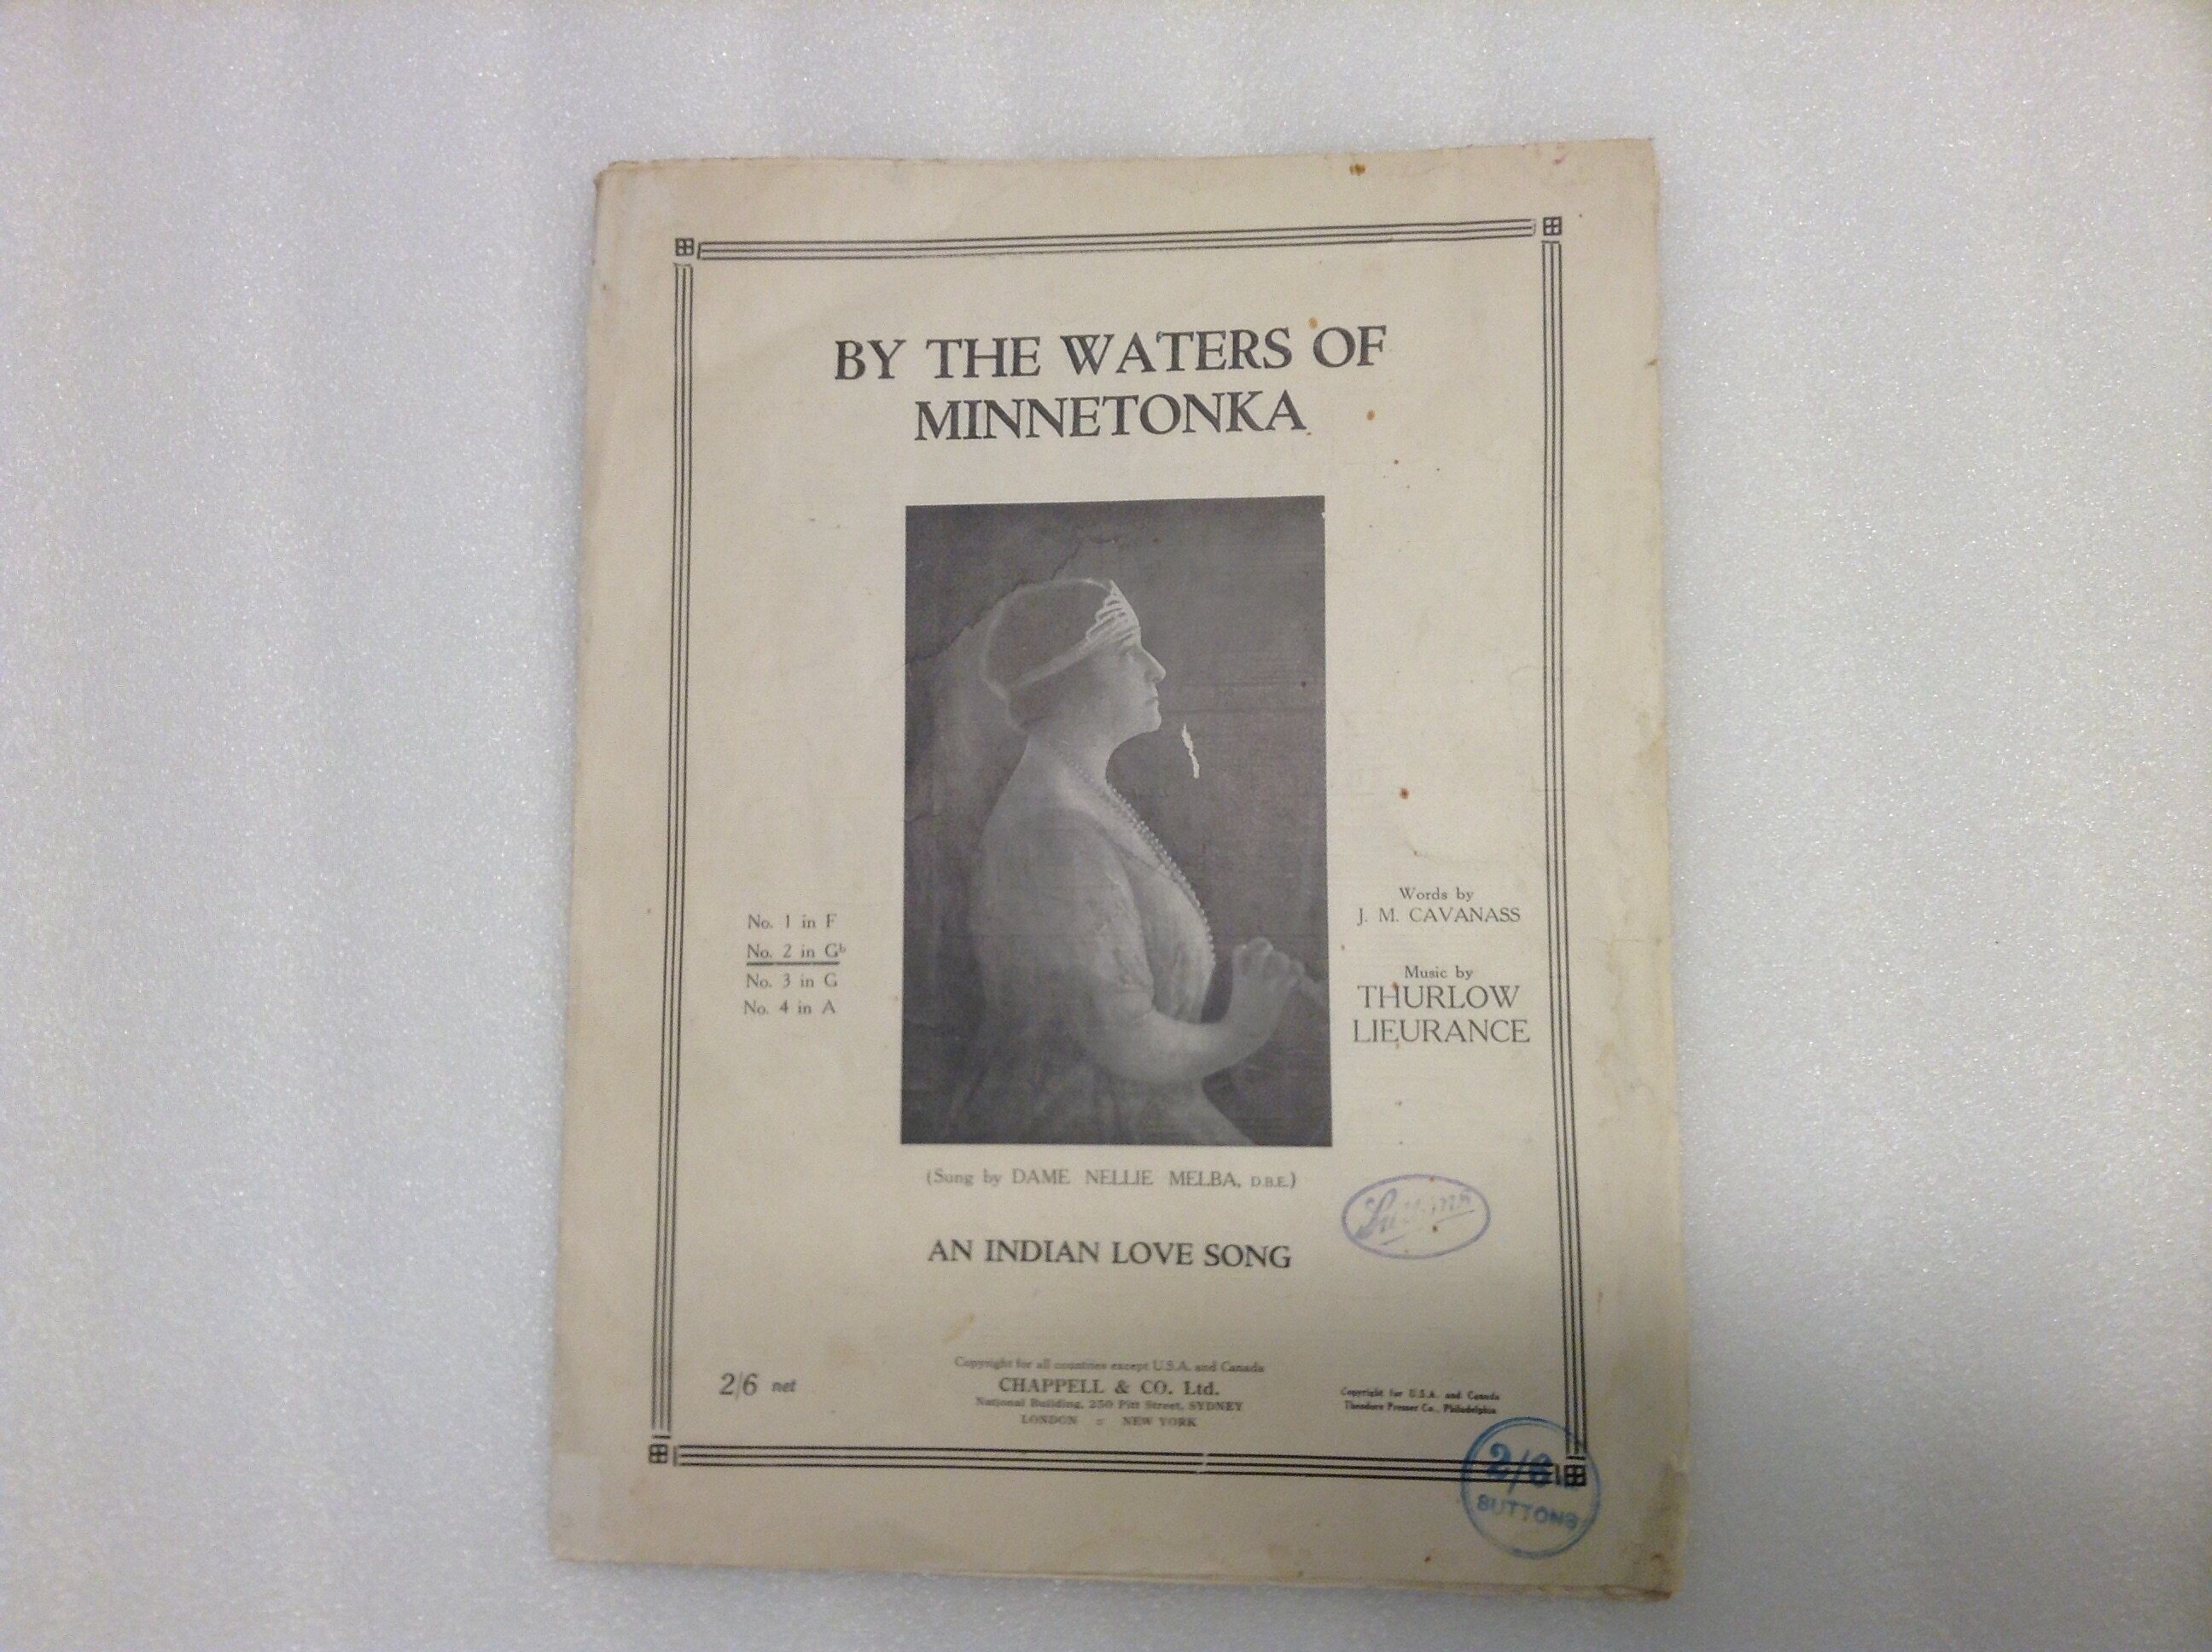 BY THE WATERS OF
MINNETONKA
No. 1 in F
No. 2 in G♭
No. 3 in G
No. 4 in A
Words by
J. M. CAVANASS
Music by
THURLOW
LIEURANCE
(Sung by DAME NELLIE MELBA, D.B.E.)
AN INDIAN LOVE SONG
2/6 net
Copyright for all countries except U.S.A. and Canada
CHAPPELL & CO. Ltd.
National Building, 250 Pitt Street, SYDNEY
LONDON & NEW YORK
Copyright for U.S.A. and Canada
Theodore Presser Co., Philadelphia
2/6